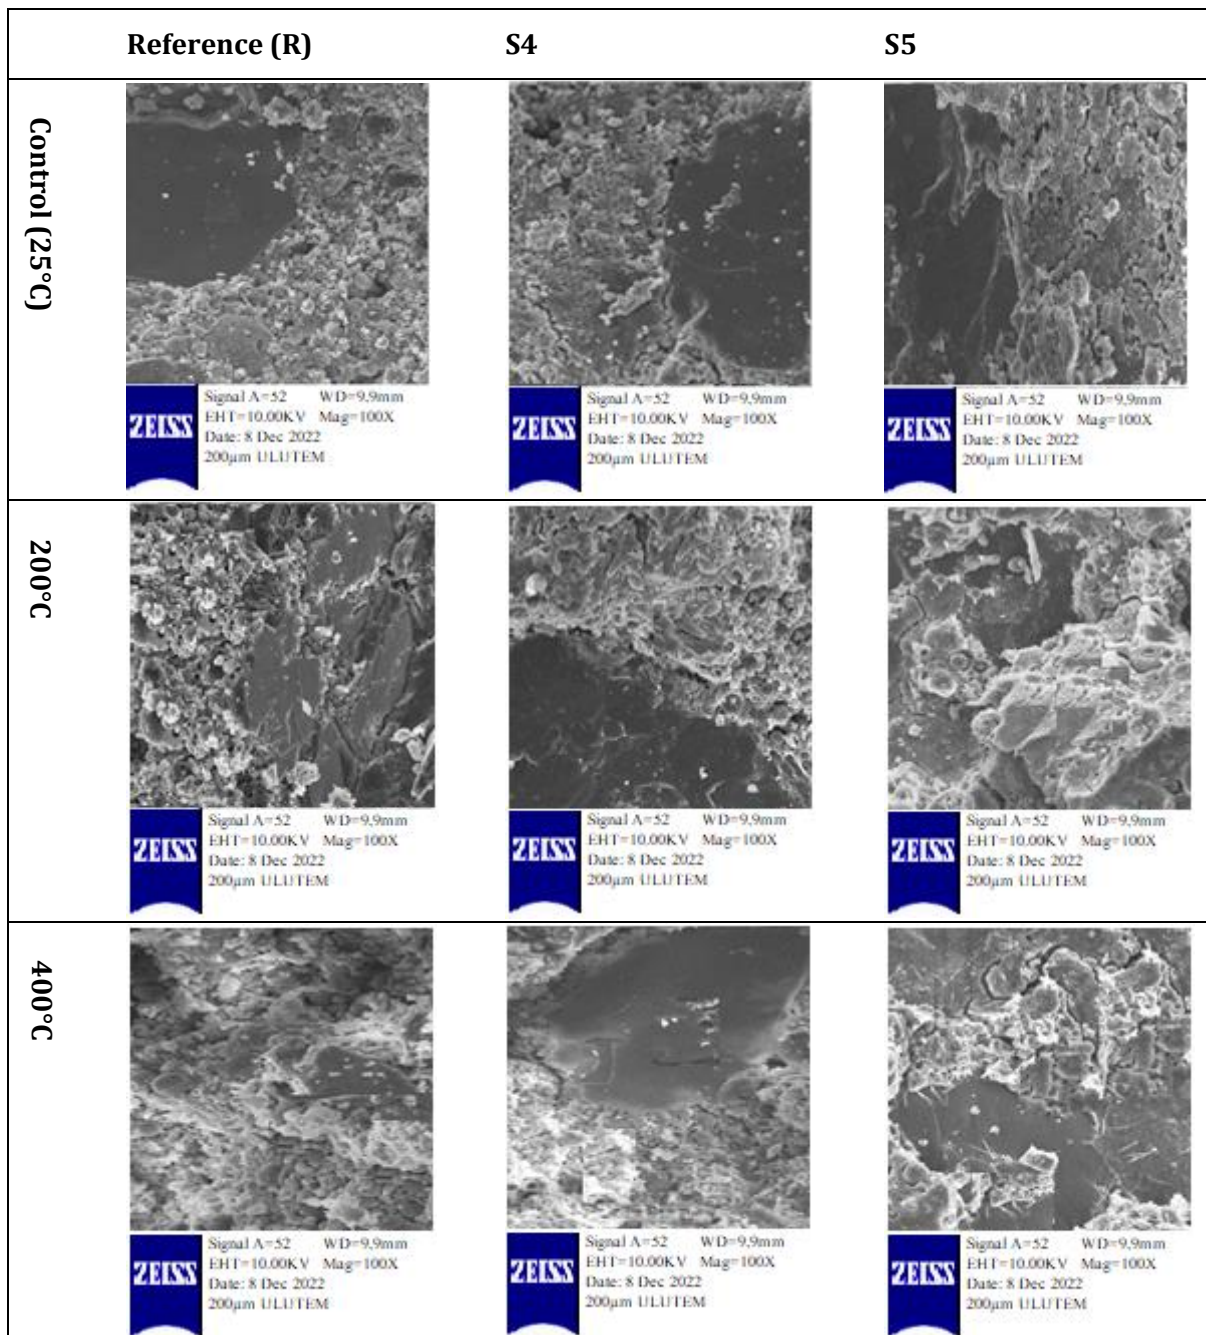 Reference (R) S4 S5
Control (25°C)
Signal A=52 WD=9,9mm
EHT=10.00KV Mag=100X
Date: 8 Dec 2022
200µm ULUTEM
ZEISS
Signal A=52 WD=9,9mm
EHT=10.00KV Mag=100X
Date: 8 Dec 2022
200µm ULUTEM
ZEISS
Signal A=52 WD=9,9mm
EHT=10.00KV Mag=100X
Date: 8 Dec 2022
200µm ULUTEM
ZEISS
200°C
Signal A=52 WD=9,9mm
EHT=10.00KV Mag=100X
Date: 8 Dec 2022
200µm ULUTEM
ZEISS
Signal A=52 WD=9,9mm
EHT=10.00KV Mag=100X
Date: 8 Dec 2022
200µm ULUTEM
ZEISS
Signal A=52 WD=9,9mm
EHT=10.00KV Mag=100X
Date: 8 Dec 2022
200µm ULUTEM
ZEISS
400°C
Signal A=52 WD=9,9mm
EHT=10.00KV Mag=100X
Date: 8 Dec 2022
200µm ULUTEM
ZEISS
Signal A=52 WD=9,9mm
EHT=10.00KV Mag=100X
Date: 8 Dec 2022
200µm ULUTEM
ZEISS
Signal A=52 WD=9,9mm
EHT=10.00KV Mag=100X
Date: 8 Dec 2022
200µm ULUTEM
ZEISS